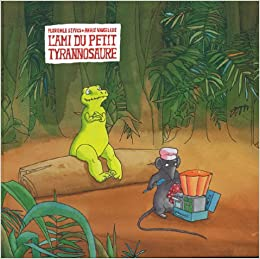 FLORENCE SEYVOS • ANAÏS VAUGELADE
L'AMI DU PETIT
TYRANNOSAURE